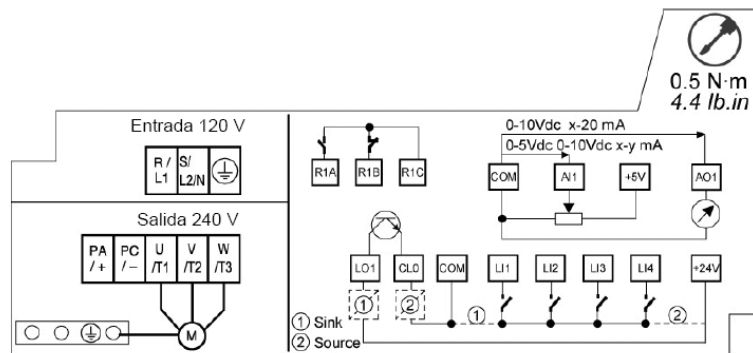 0.5 N·m
4.4 lb.in
Entrada 120 V
R /
L1
S/
L2/N
Salida 240 V
PA
/ +
PC
/ −
U
/T1
V
/T2
W
/T3
M
R1A
R1B
R1C
0-10Vdc x-20 mA
0-5Vdc 0-10Vdc x-y mA
COM
AI1
+5V
AO1
LO1
CLO
COM
LI1
LI2
LI3
LI4
+24V
1
2
1
2
① Sink
② Source